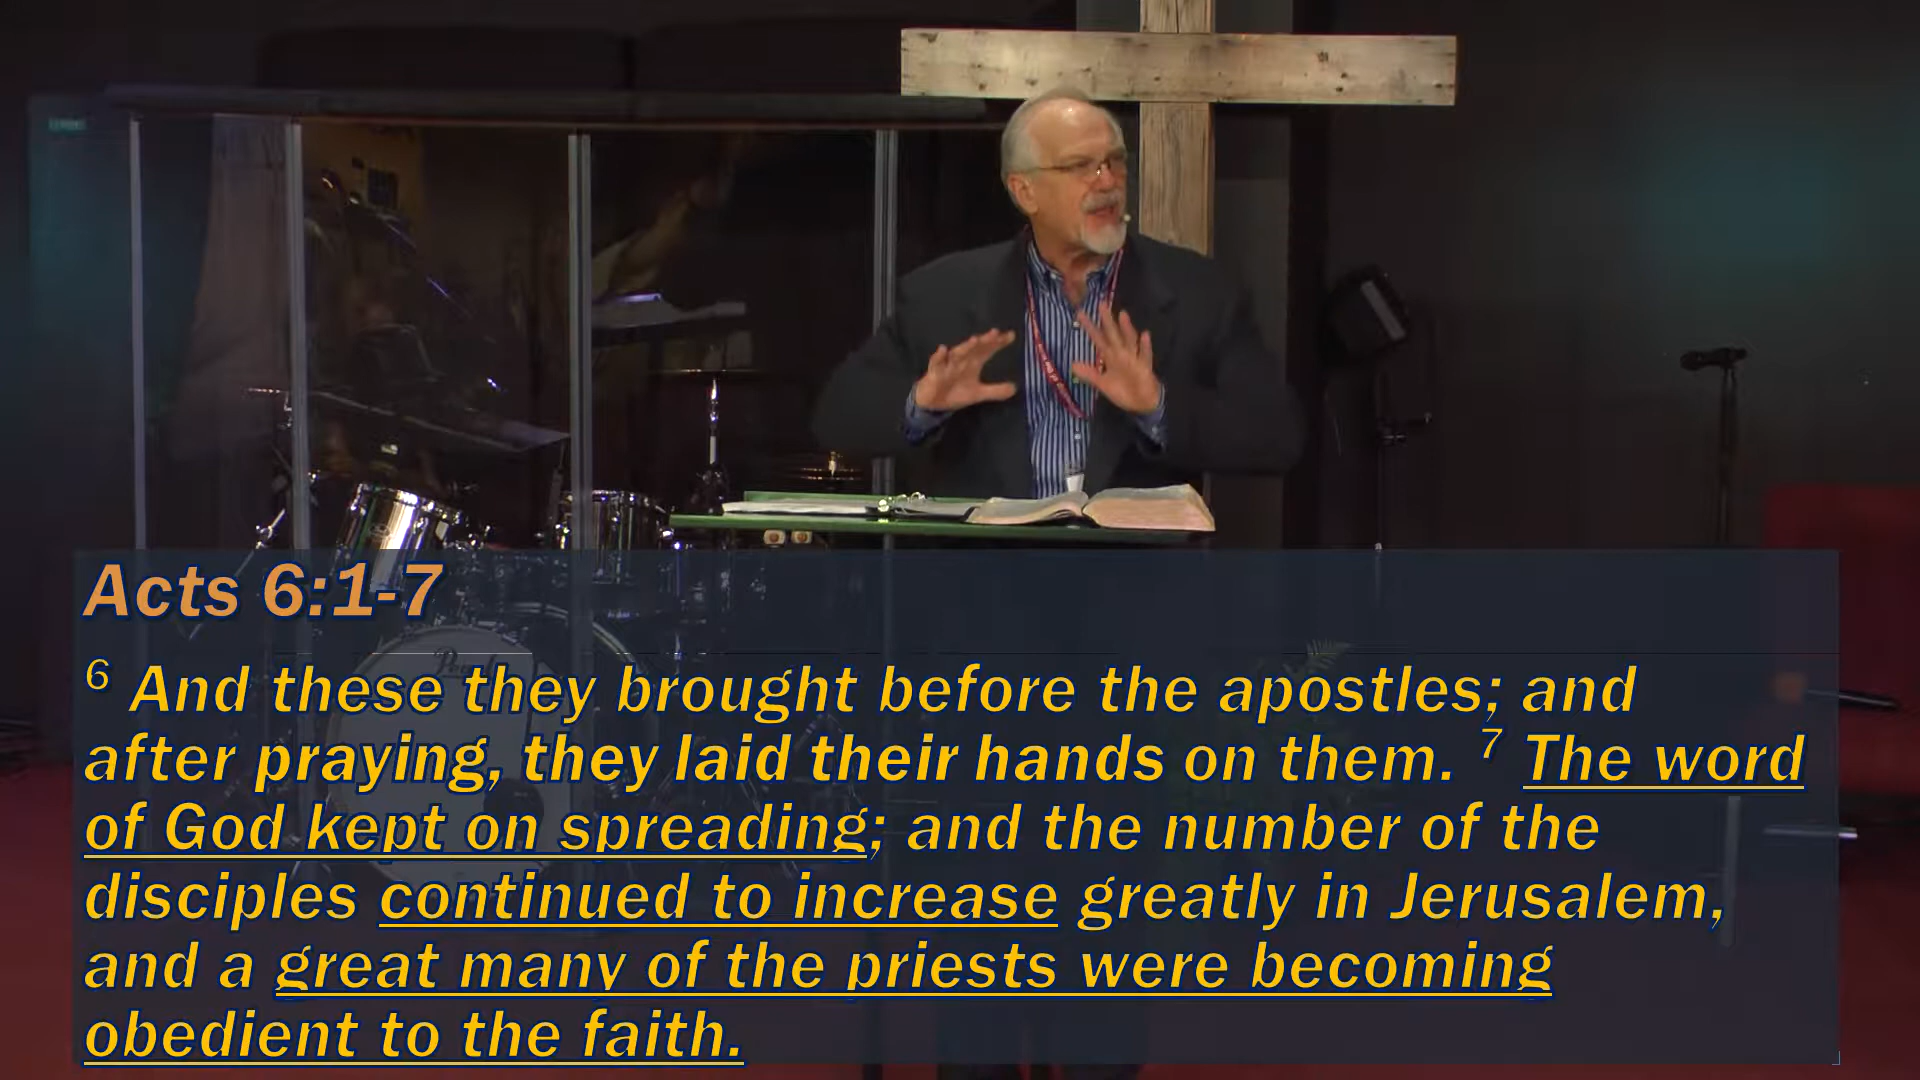 Acts 6:1-7
6 And these they brought before the apostles; and
after praying, they laid their hands on them. 7 The word
of God kept on spreading; and the number of the
disciples continued to increase greatly in Jerusalem,
and a great many of the priests were becoming
obedient to the faith.
Pearl